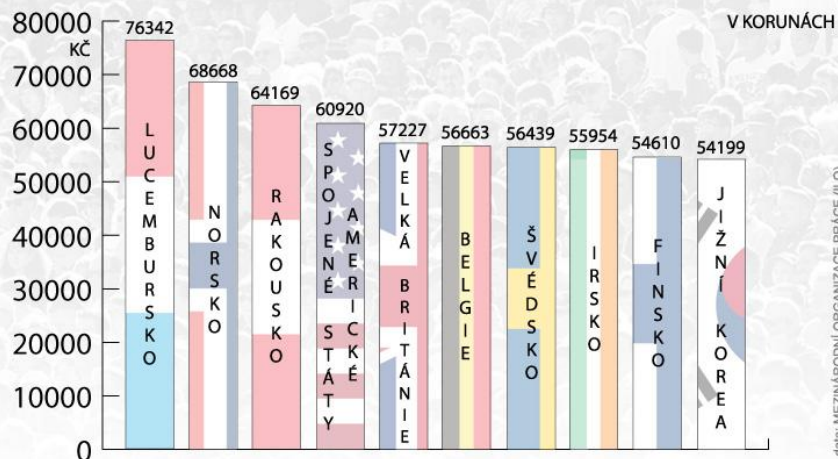 V KORUNÁCH
80000
KČ
70000
60000
50000
40000
30000
20000
10000
0
76342
68668
64169
60920
57227
56663
56439
55954
54610
54199
LUCEMBURSKO
NORSKO
RAKOUSKO
SPOJENÉ STÁTY
AMERICKÉ
VELKÁ BRITÁNIE
BELGIE
ŠVÉDSKO
IRSKO
FINSKO
JIŽNÍ KOREA
MEZINÁRODNÍ ORGANIZACE PRÁCE (ILO)